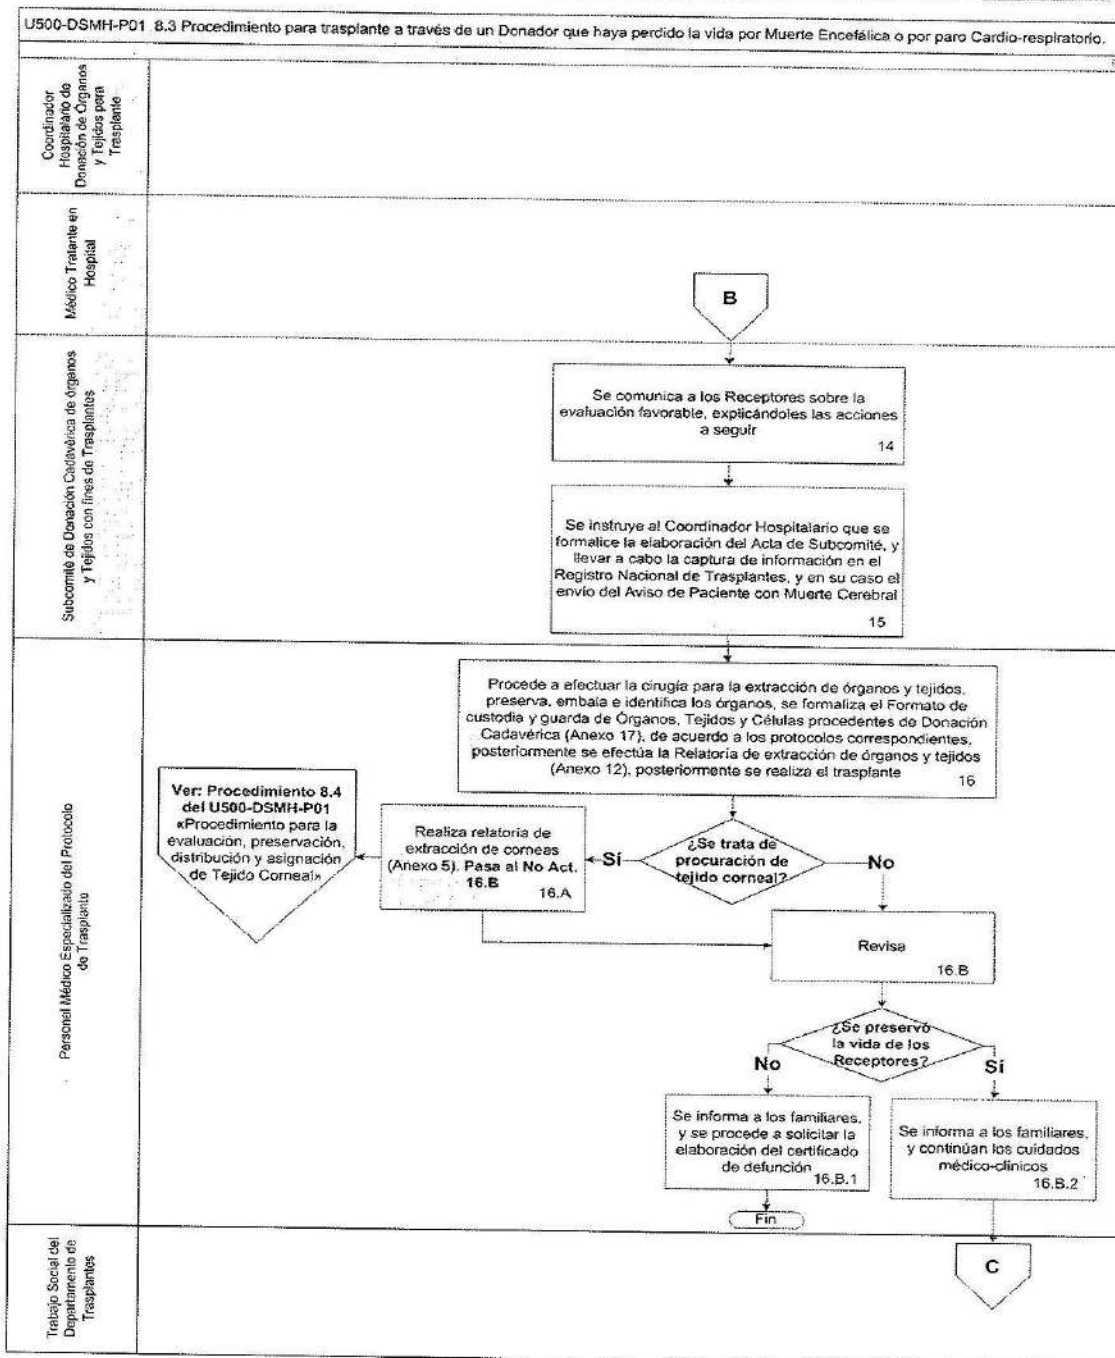 U500-DSMH-P01 8.3 Procedimiento para trasplante a través de un Donador que haya perdido la vida por Muerte Encefálica o por paro Cardio-respiratorio.
Coordinador
Hospitalario de
Donación de Órganos
y Tejidos para
Trasplante
Médico Tratante en
Hospital
B
Subcomité de Donación Cadavérica de órganos
y Tejidos con fines de Trasplantes
Se comunica a los Receptores sobre la
evaluación favorable, explicándoles las acciones
a seguir
14
Se instruye al Coordinador Hospitalario que se
formalice la elaboración del Acta de Subcomité, y
llevar a cabo la captura de información en el
Registro Nacional de Trasplantes, y en su caso el
envío del Aviso de Paciente con Muerte Cerebral
15
Personal Médico Especializado del Protocolo
de Trasplante
Procede a efectuar la cirugía para la extracción de órganos y tejidos,
preserva, embala e identifica los órganos, se formaliza el Formato de
custodia y guarda de Órganos, Tejidos y Células procedentes de Donación
Cadavérica (Anexo 17), de acuerdo a los protocolos correspondientes,
posteriormente se efectúa la Relatoría de extracción de órganos y tejidos
(Anexo 12), posteriormente se realiza el trasplante
16
Ver: Procedimiento 8.4
del U500-DSMH-P01
«Procedimiento para la
evaluación, preservación,
distribución y asignación
de Tejido Corneal»
Realiza relatoría de
extracción de corneas
(Anexo 5). Pasa al No Act.
16.B
16.A
Sí
¿Se trata de
procuración de
tejido corneal?
No
Revisa
16.B
¿Se preservó
la vida de los
Receptores?
No
Sí
Se informa a los familiares,
y se procede a solicitar la
elaboración del certificado
de defunción
16.B.1
Se informa a los familiares,
y continúan los cuidados
médico-clínicos
16.B.2
Fin
Trabajo Social del
Departamento de
Trasplantes
C